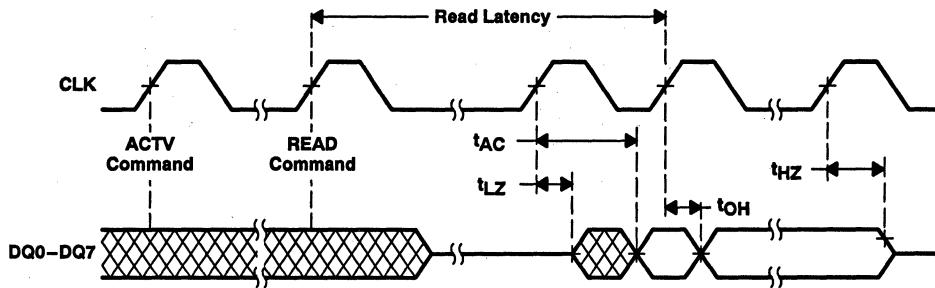 Read Latency
CLK
ACTV
Command
READ
Command
tAC
tLZ
tHZ
tOH
DQ0–DQ7